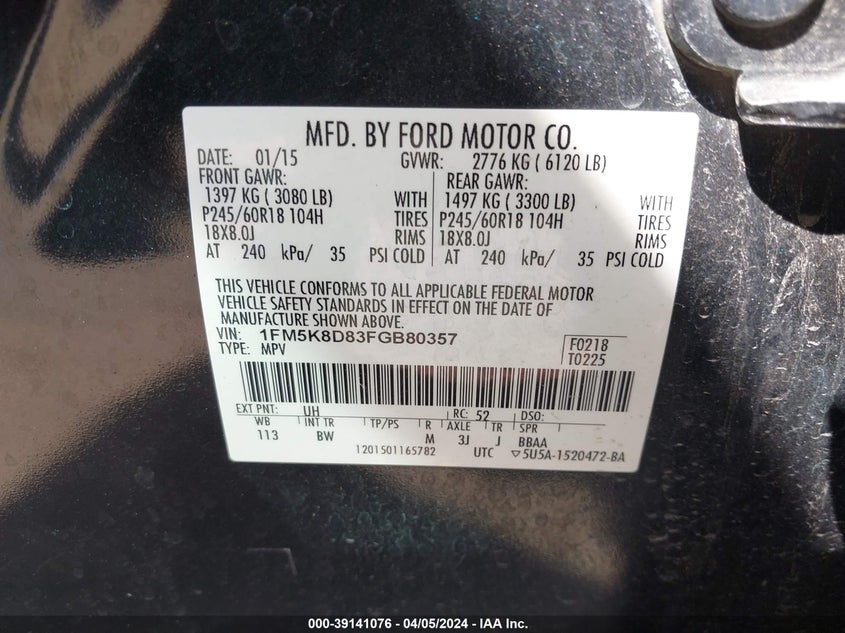 MFD. BY FORD MOTOR CO.
DATE: 01/15 GVWR: 2776 KG ( 6120 LB)
FRONT GAWR: REAR GAWR:
1397 KG ( 3080 LB) WITH 1497 KG ( 3300 LB) WITH
P245/60R18 104H TIRES P245/60R18 104H TIRES
18X8.0J RIMS 18X8.0J RIMS
AT 240 kPa/ 35 PSI COLD AT 240 kPa/ 35 PSI COLD
THIS VEHICLE CONFORMS TO ALL APPLICABLE FEDERAL MOTOR
VEHICLE SAFETY STANDARDS IN EFFECT ON THE DATE OF
MANUFACTURE SHOWN ABOVE.
VIN: 1FM5K8D83FGB80357 F0218
TYPE: MPV T0225
EXT PNT: UH RC: 52 DSO:
WB INT TR TP/PS R AXLE TR SPR
113 BW M 3J J BBAA
1201501165782 UTC ▽5U5A-1520472-BA
000-39141076 - 04/05/2024 - IAA Inc.